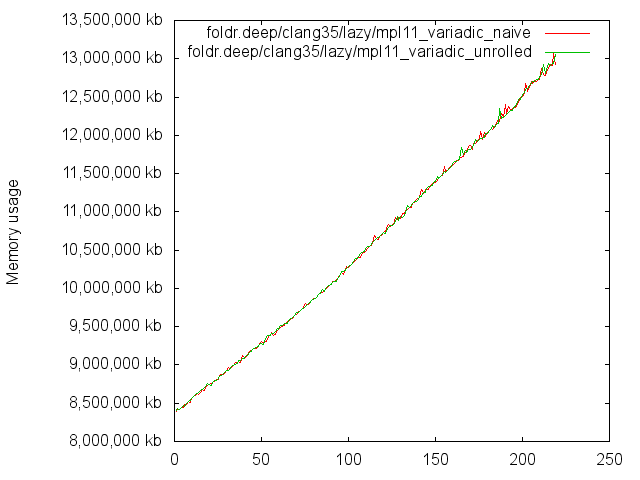 13,500,000 kb
foldr.deep/clang35/lazy/mpl11_variadic_naive
foldr.deep/clang35/lazy/mpl11_variadic_unrolled
13,000,000 kb
12,500,000 kb
12,000,000 kb
11,500,000 kb
11,000,000 kb
10,500,000 kb
10,000,000 kb
9,500,000 kb
9,000,000 kb
8,500,000 kb
8,000,000 kb
Memory usage
0 50 100 150 200 250